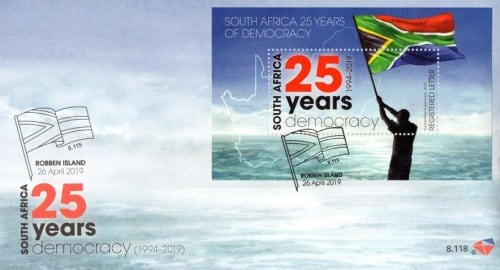 SOUTH AFRICA 25 YEARS
OF DEMOCRACY
SOUTH AFRICA
25
1994-2019
years
democracy
REGISTERED LETTER
8.115
ROBBEN ISLAND
26 April 2019
8.115
ROBBEN ISLAND
26 April 2019
SOUTH AFRICA
25
years
democracy (1994-2019)
8.118